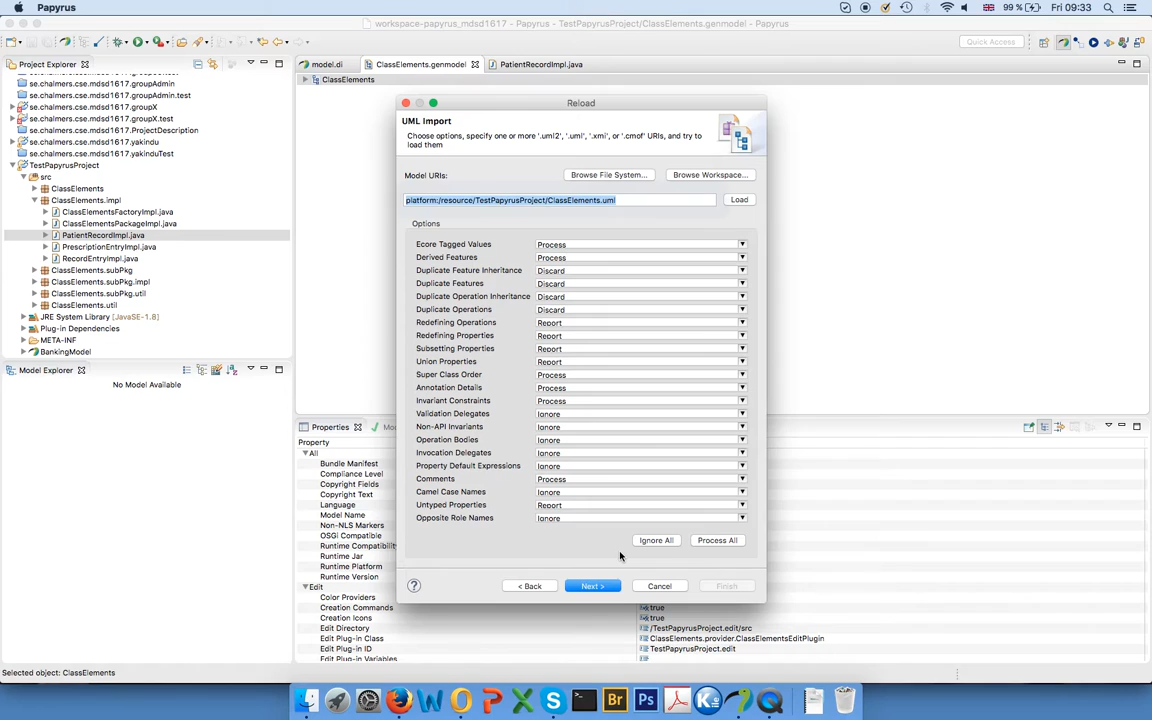 Papyrus
99 %
Fri 09:33
workspace-papyrus_mdsd1617 - Papyrus - TestPapyrusProject/ClassElements.genmodel - Papyrus
Quick Access
Project Explorer
se.chalmers.cse.mdsd1617.groupAdmin
se.chalmers.cse.mdsd1617.groupAdmin.test
se.chalmers.cse.mdsd1617.groupX
se.chalmers.cse.mdsd1617.groupX.test
se.chalmers.cse.mdsd1617.ProjectDescription
se.chalmers.cse.mdsd1617.yakindu
se.chalmers.cse.mdsd1617.yakinduTest
TestPapyrusProject
src
ClassElements
ClassElements.impl
ClassElementsFactoryImpl.java
ClassElementsPackageImpl.java
PatientRecordImpl.java
PrescriptionEntryImpl.java
RecordEntryImpl.java
ClassElements.subPkg
ClassElements.subPkg.impl
ClassElements.subPkg.util
ClassElements.util
JRE System Library [JavaSE-1.8]
Plug-in Dependencies
META-INF
BankingModel
Model Explorer
No Model Available
model.di
ClassElements.genmodel
PatientRecordImpl.java
ClassElements
Reload
UML Import
Choose options, specify one or more '.uml2', '.uml', '.xmi', or '.cmof' URIs, and try to
load them
Model URIs:
Browse File System...
Browse Workspace...
platform:/resource/TestPapyrusProject/ClassElements.uml
Load
Options
Ecore Tagged Values Process
Derived Features Process
Duplicate Feature Inheritance Discard
Duplicate Features Discard
Duplicate Operation Inheritance Discard
Duplicate Operations Discard
Redefining Operations Report
Redefining Properties Report
Subsetting Properties Report
Union Properties Report
Super Class Order Process
Annotation Details Process
Invariant Constraints Process
Validation Delegates Ignore
Non-API Invariants Ignore
Operation Bodies Ignore
Invocation Delegates Ignore
Property Default Expressions Ignore
Comments Process
Camel Case Names Ignore
Untyped Properties Report
Opposite Role Names Ignore
Ignore All
Process All
< Back
Next >
Cancel
Finish
Properties
Property
All
Bundle Manifest
Compliance Level
Copyright Fields
Copyright Text
Language
Model Name
Non-NLS Markers
OSGi Compatible
Runtime Compatibility
Runtime Jar
Runtime Platform
Runtime Version
Edit
Color Providers
Creation Commands true
Creation Icons true
Edit Directory /TestPapyrusProject.edit/src
Edit Plug-in Class ClassElements.provider.ClassElementsEditPlugin
Edit Plug-in ID TestPapyrusProject.edit
Edit Plug-in Variables
Selected object: ClassElements
Br
Ps